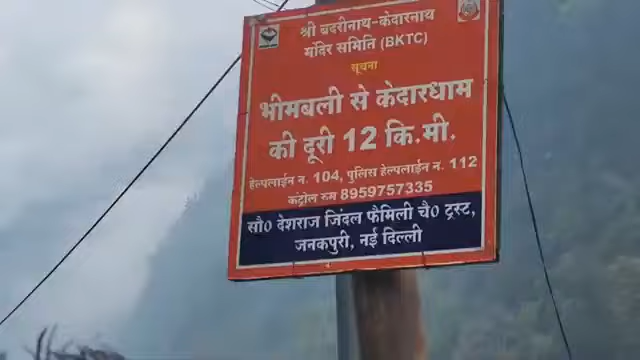 श्री बदरीनाथ-केदारनाथ
मंदिर समिति (BKTC)
सूचना
भीमबली से केदारधाम
की दूरी 12 कि.मी.
हेल्पलाईन न. 104, पुलिस हेल्पलाईन न. 112
कंट्रोल रुम 8959757335
सौ0 देशराज जिंदल फैमिली चै0 ट्रस्ट,
जनकपुरी, नई दिल्ली